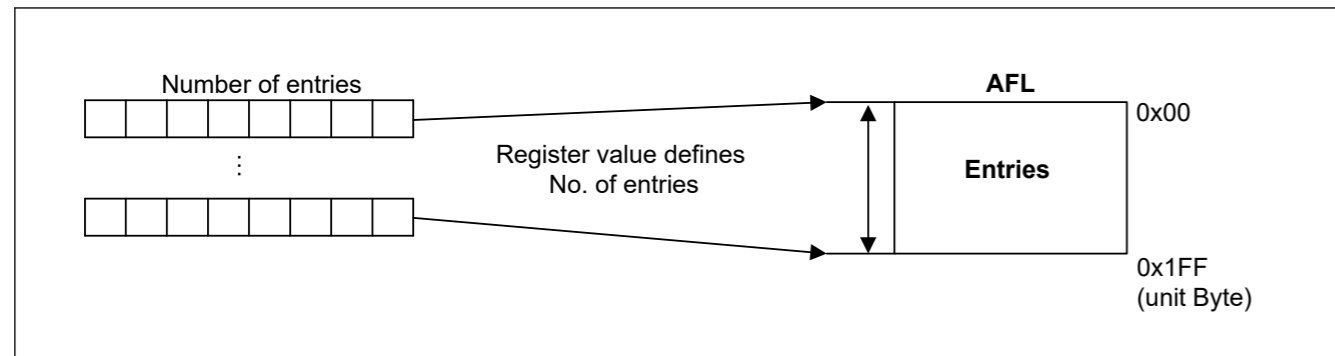 Number of entries
AFL
0x00
⋮
Register value defines
No. of entries
Entries
0x1FF
(unit Byte)